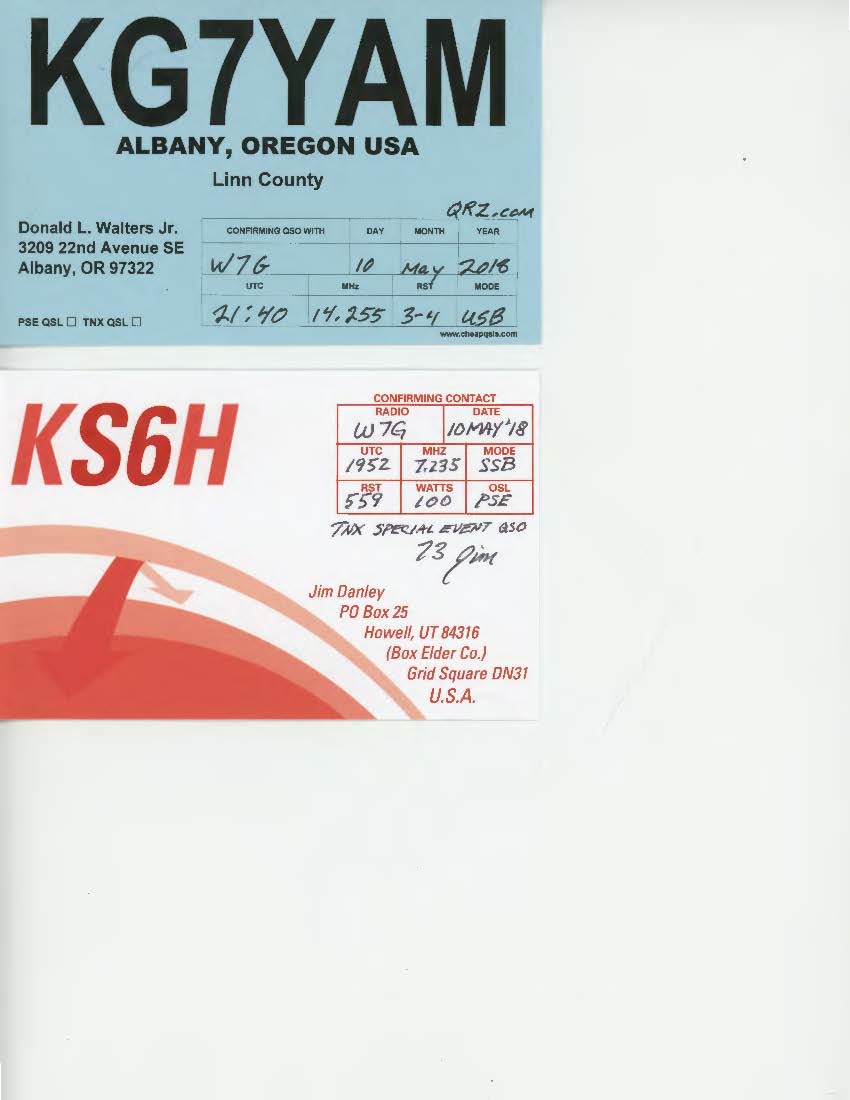 KG7YAM
ALBANY, OREGON USA
Linn County
QRZ.com
Donald L. Walters Jr.
3209 22nd Avenue SE
Albany, OR 97322
CONFIRMING QSO WITH DAY MONTH YEAR
W7G 10 May 2018
UTC MHz RST MODE
21:40 14.255 3-4 USB
PSE QSL ☐ TNX QSL ☐
www.cheapqsls.com
KS6H
CONFIRMING CONTACT
RADIO DATE
W7G 10MAY'18
UTC MHZ MODE
1952 7.235 SSB
RST WATTS QSL
559 100 PSE
TNX SPECIAL EVENT QSO
73 Jim
Jim Danley
PO Box 25
Howell, UT 84316
(Box Elder Co.)
Grid Square DN31
U.S.A.